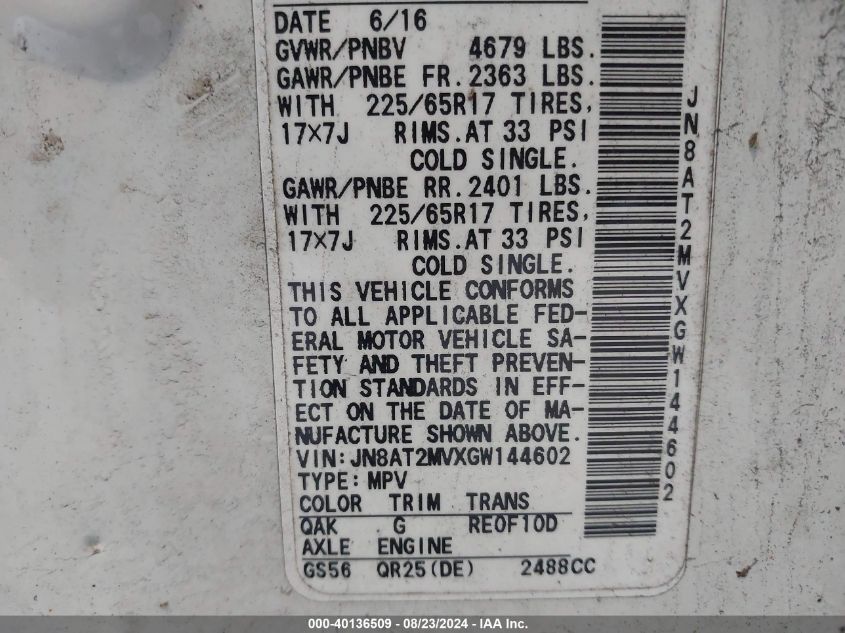 DATE 6/16
GVWR/PNBV 4679 LBS.
GAWR/PNBE FR. 2363 LBS.
WITH 225/65R17 TIRES,
17×7J RIMS. AT 33 PSI
COLD SINGLE.
GAWR/PNBE RR. 2401 LBS.
WITH 225/65R17 TIRES,
17×7J RIMS. AT 33 PSI
COLD SINGLE.
THIS VEHICLE CONFORMS
TO ALL APPLICABLE FED-
ERAL MOTOR VEHICLE SA-
FETY AND THEFT PREVEN-
TION STANDARDS IN EFF-
ECT ON THE DATE OF MA-
NUFACTURE SHOWN ABOVE.
VIN: JN8AT2MVXGW144602
TYPE: MPV
COLOR TRIM TRANS
QAK G RE0F10D
AXLE ENGINE
GS56 QR25(DE) 2488CC
JN8AT2MVXGW144602
000-40136509 - 08/23/2024 - IAA Inc.